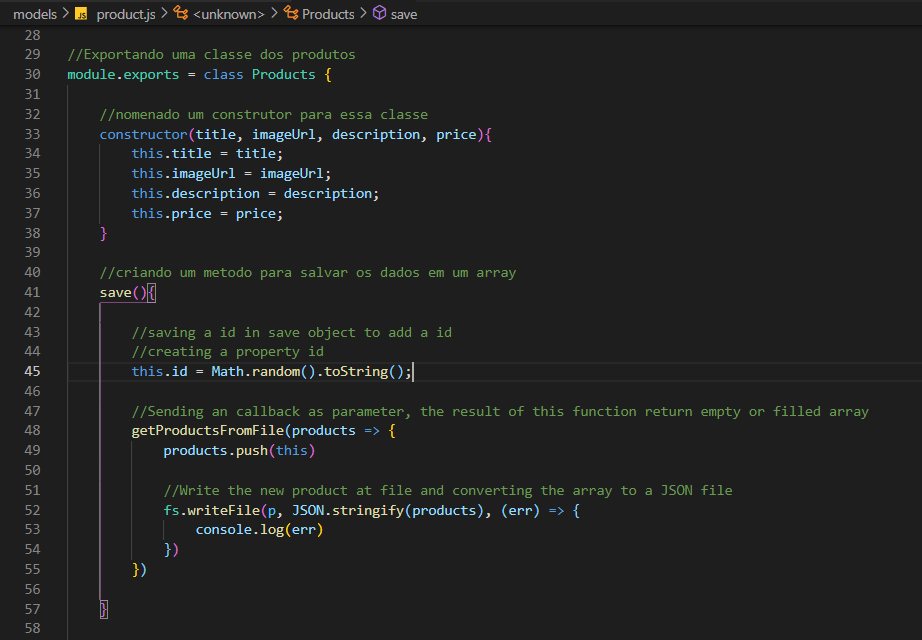 models > JS product.js > <unknown> > Products > save
28
29 //Exportando uma classe dos produtos
30 module.exports = class Products {
31
32 //nomenado um construtor para essa classe
33 constructor(title, imageUrl, description, price){
34 this.title = title;
35 this.imageUrl = imageUrl;
36 this.description = description;
37 this.price = price;
38 }
39
40 //criando um metodo para salvar os dados em um array
41 save(){
42
43 //saving a id in save object to add a id
44 //creating a property id
45 this.id = Math.random().toString();
46
47 //Sending an callback as parameter, the result of this function return empty or filled array
48 getProductsFromFile(products => {
49 products.push(this)
50
51 //Write the new product at file and converting the array to a JSON file
52 fs.writeFile(p, JSON.stringify(products), (err) => {
53 console.log(err)
54 })
55 })
56
57 }
58